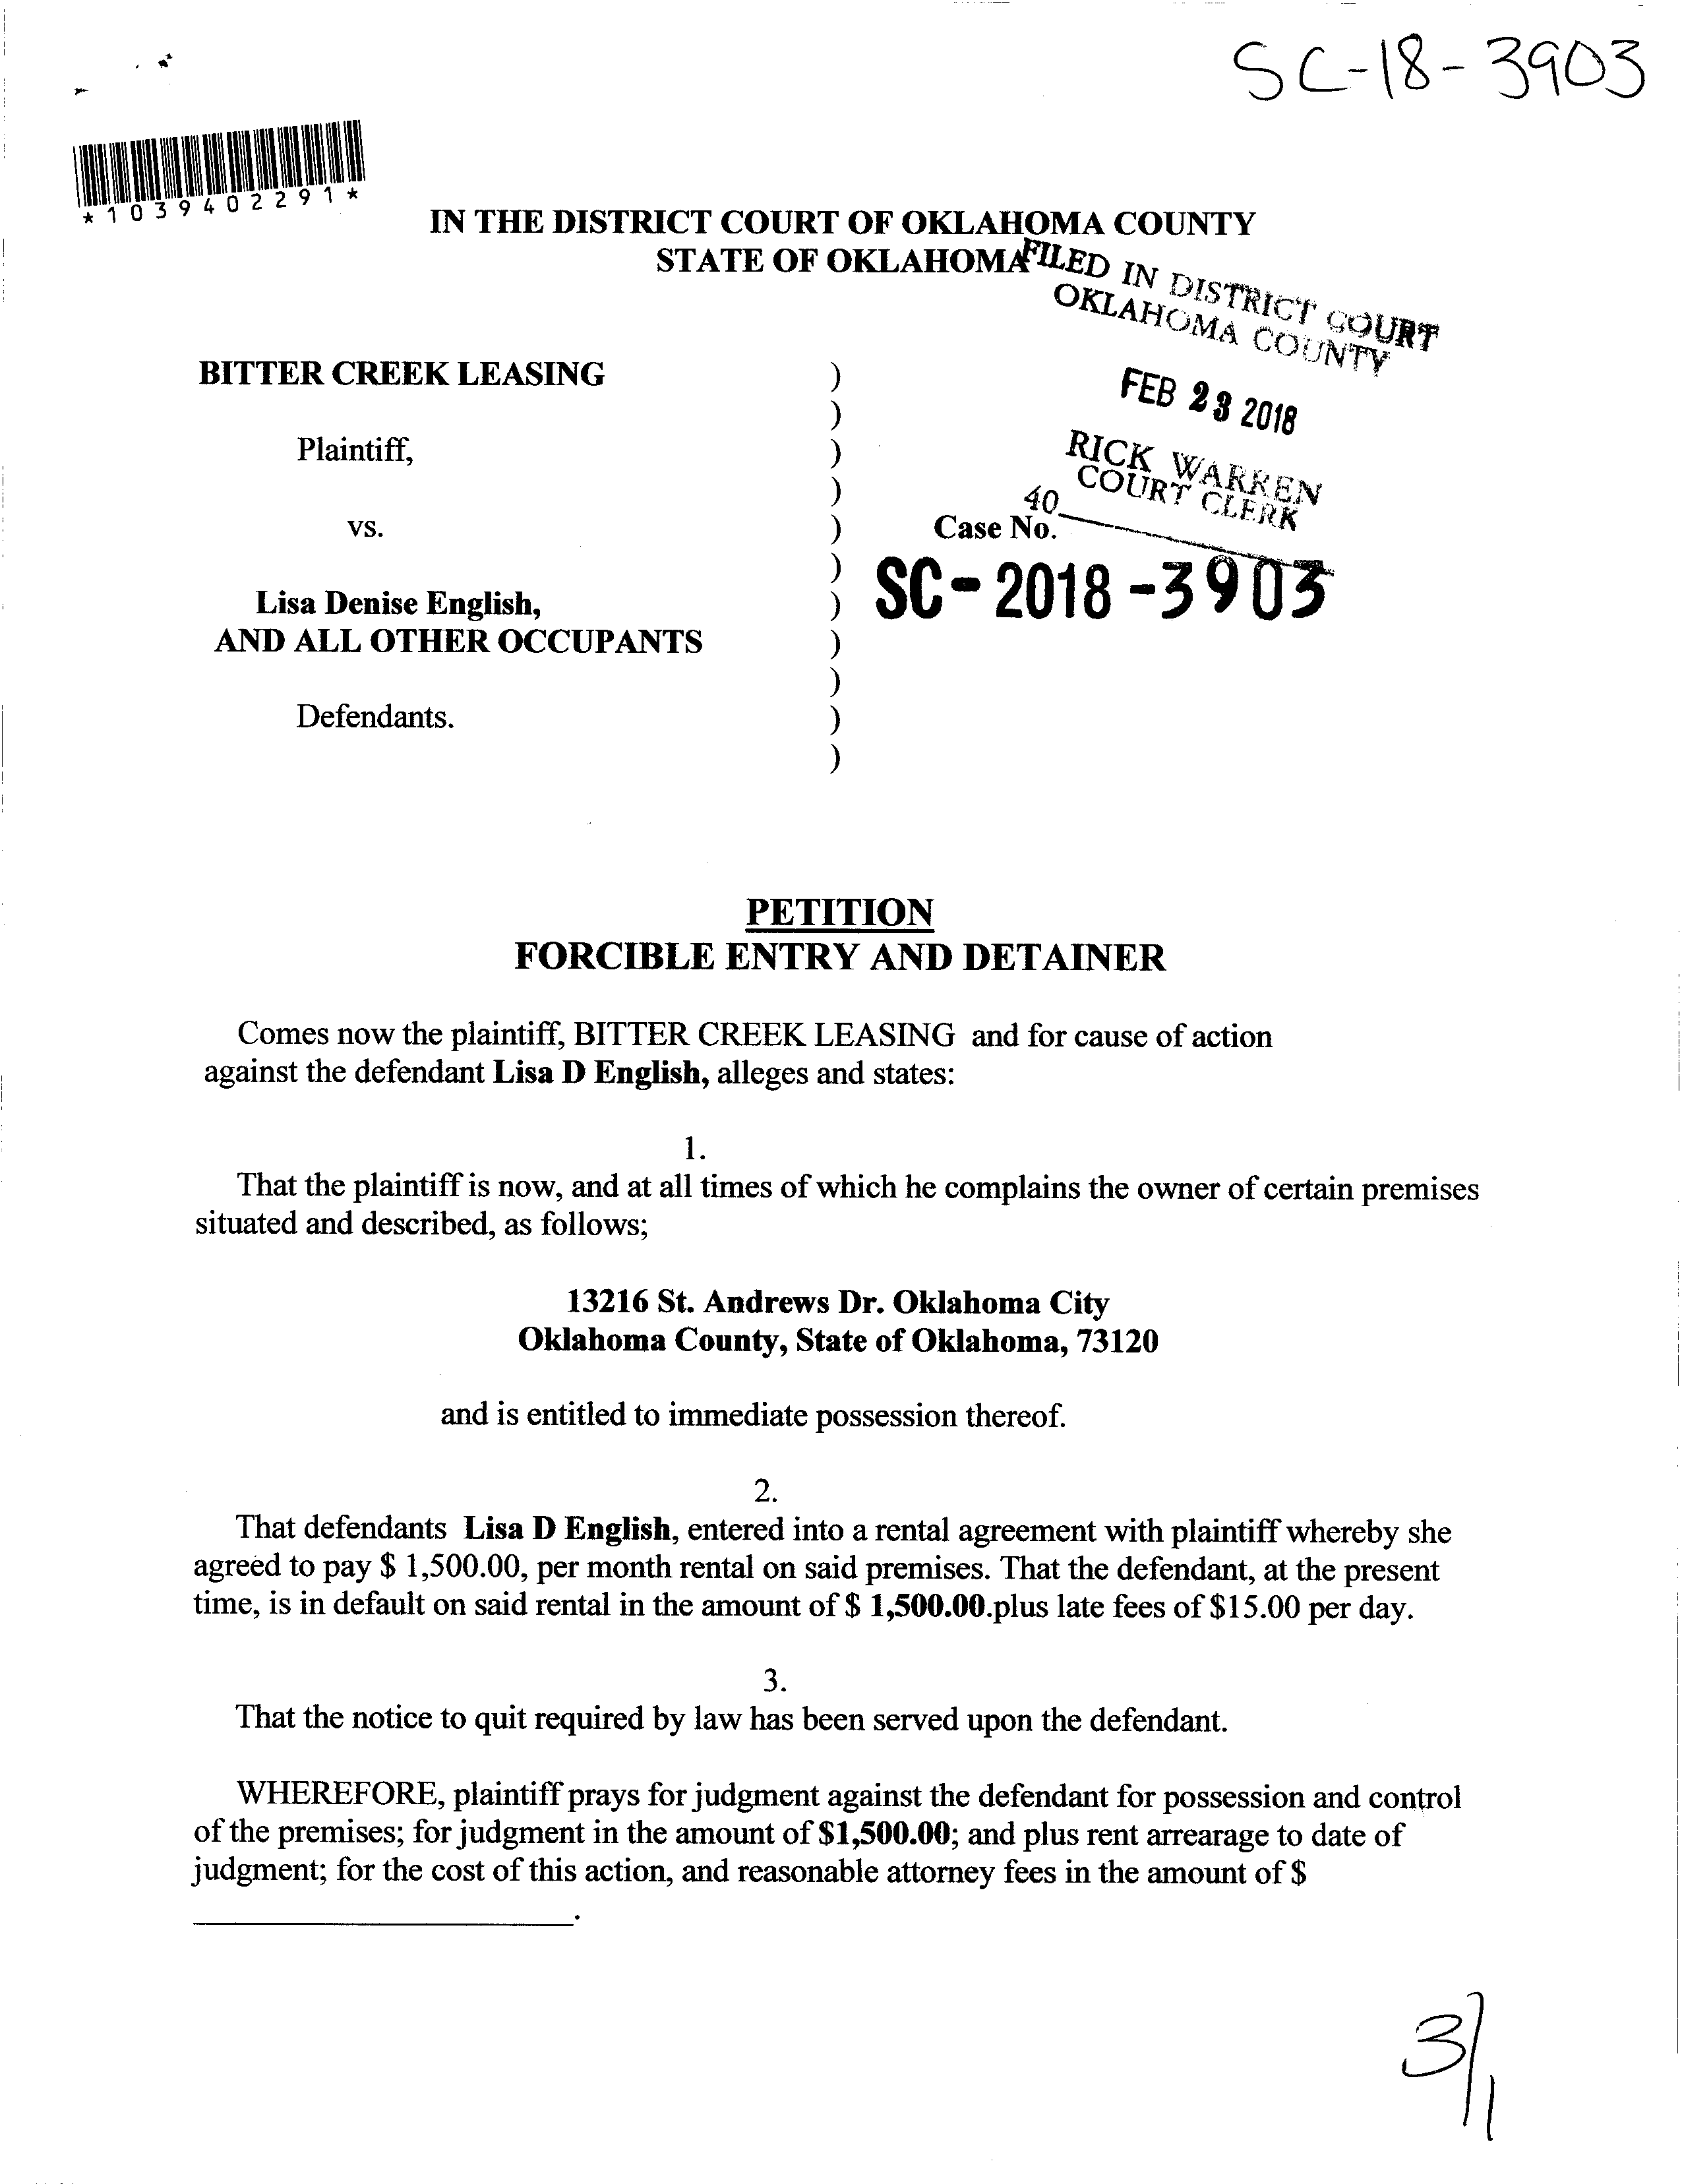 SC-18-3903
*1039402291*
IN THE DISTRICT COURT OF OKLAHOMA COUNTY
STATE OF OKLAHOMA
FILED IN DISTRICT COURT
OKLAHOMA COUNTY
FEB 23 2018
RICK WARREN
COURT CLERK
40
BITTER CREEK LEASING )
)
Plaintiff, )
)
vs. ) Case No.
)
SC-2018-3903
Lisa Denise English, )
AND ALL OTHER OCCUPANTS )
)
Defendants. )
)
PETITION
FORCIBLE ENTRY AND DETAINER
Comes now the plaintiff, BITTER CREEK LEASING and for cause of action
against the defendant Lisa D English, alleges and states:
1.
That the plaintiff is now, and at all times of which he complains the owner of certain premises
situated and described, as follows;
13216 St. Andrews Dr. Oklahoma City
Oklahoma County, State of Oklahoma, 73120
and is entitled to immediate possession thereof.
2.
That defendants Lisa D English, entered into a rental agreement with plaintiff whereby she
agreed to pay $ 1,500.00, per month rental on said premises. That the defendant, at the present
time, is in default on said rental in the amount of $ 1,500.00.plus late fees of $15.00 per day.
3.
That the notice to quit required by law has been served upon the defendant.
WHEREFORE, plaintiff prays for judgment against the defendant for possession and control
of the premises; for judgment in the amount of $1,500.00; and plus rent arrearage to date of
judgment; for the cost of this action, and reasonable attorney fees in the amount of $
____________________.
3/1